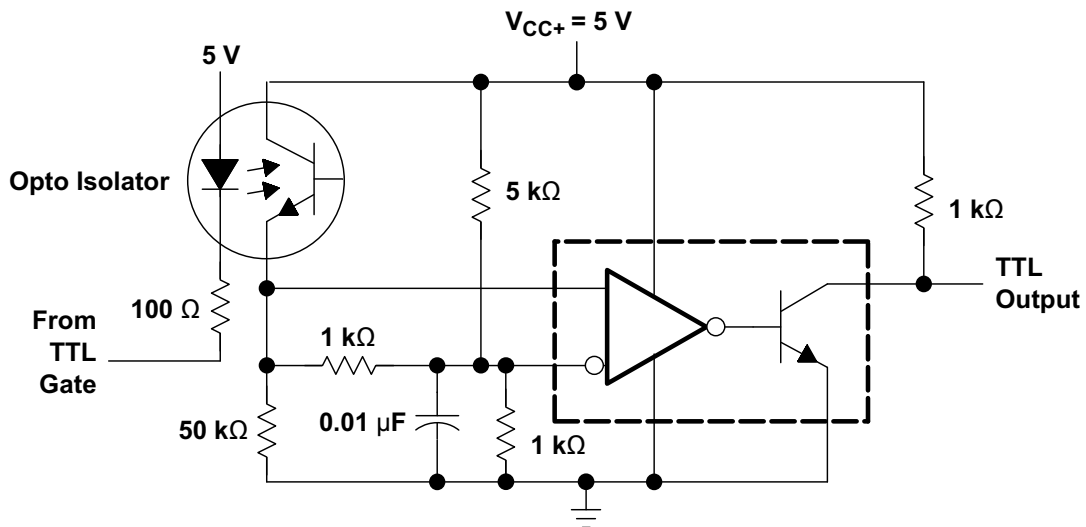 V_CC+ = 5 V
5 V
Opto Isolator
5 kΩ
1 kΩ
TTL
Output
100 Ω
From
TTL
Gate
1 kΩ
50 kΩ
0.01 µF
1 kΩ